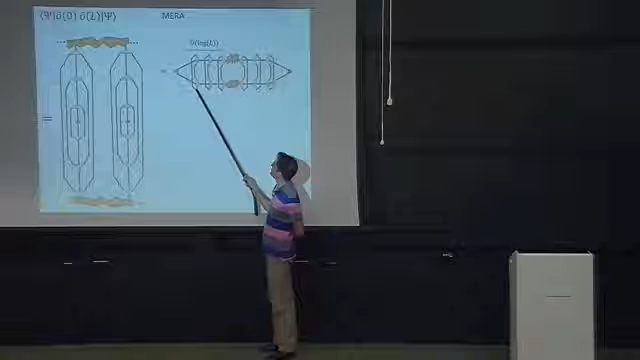 ⟨Ψ|ô(0) ô(L)|Ψ⟩
MERA
O(log(L))
=